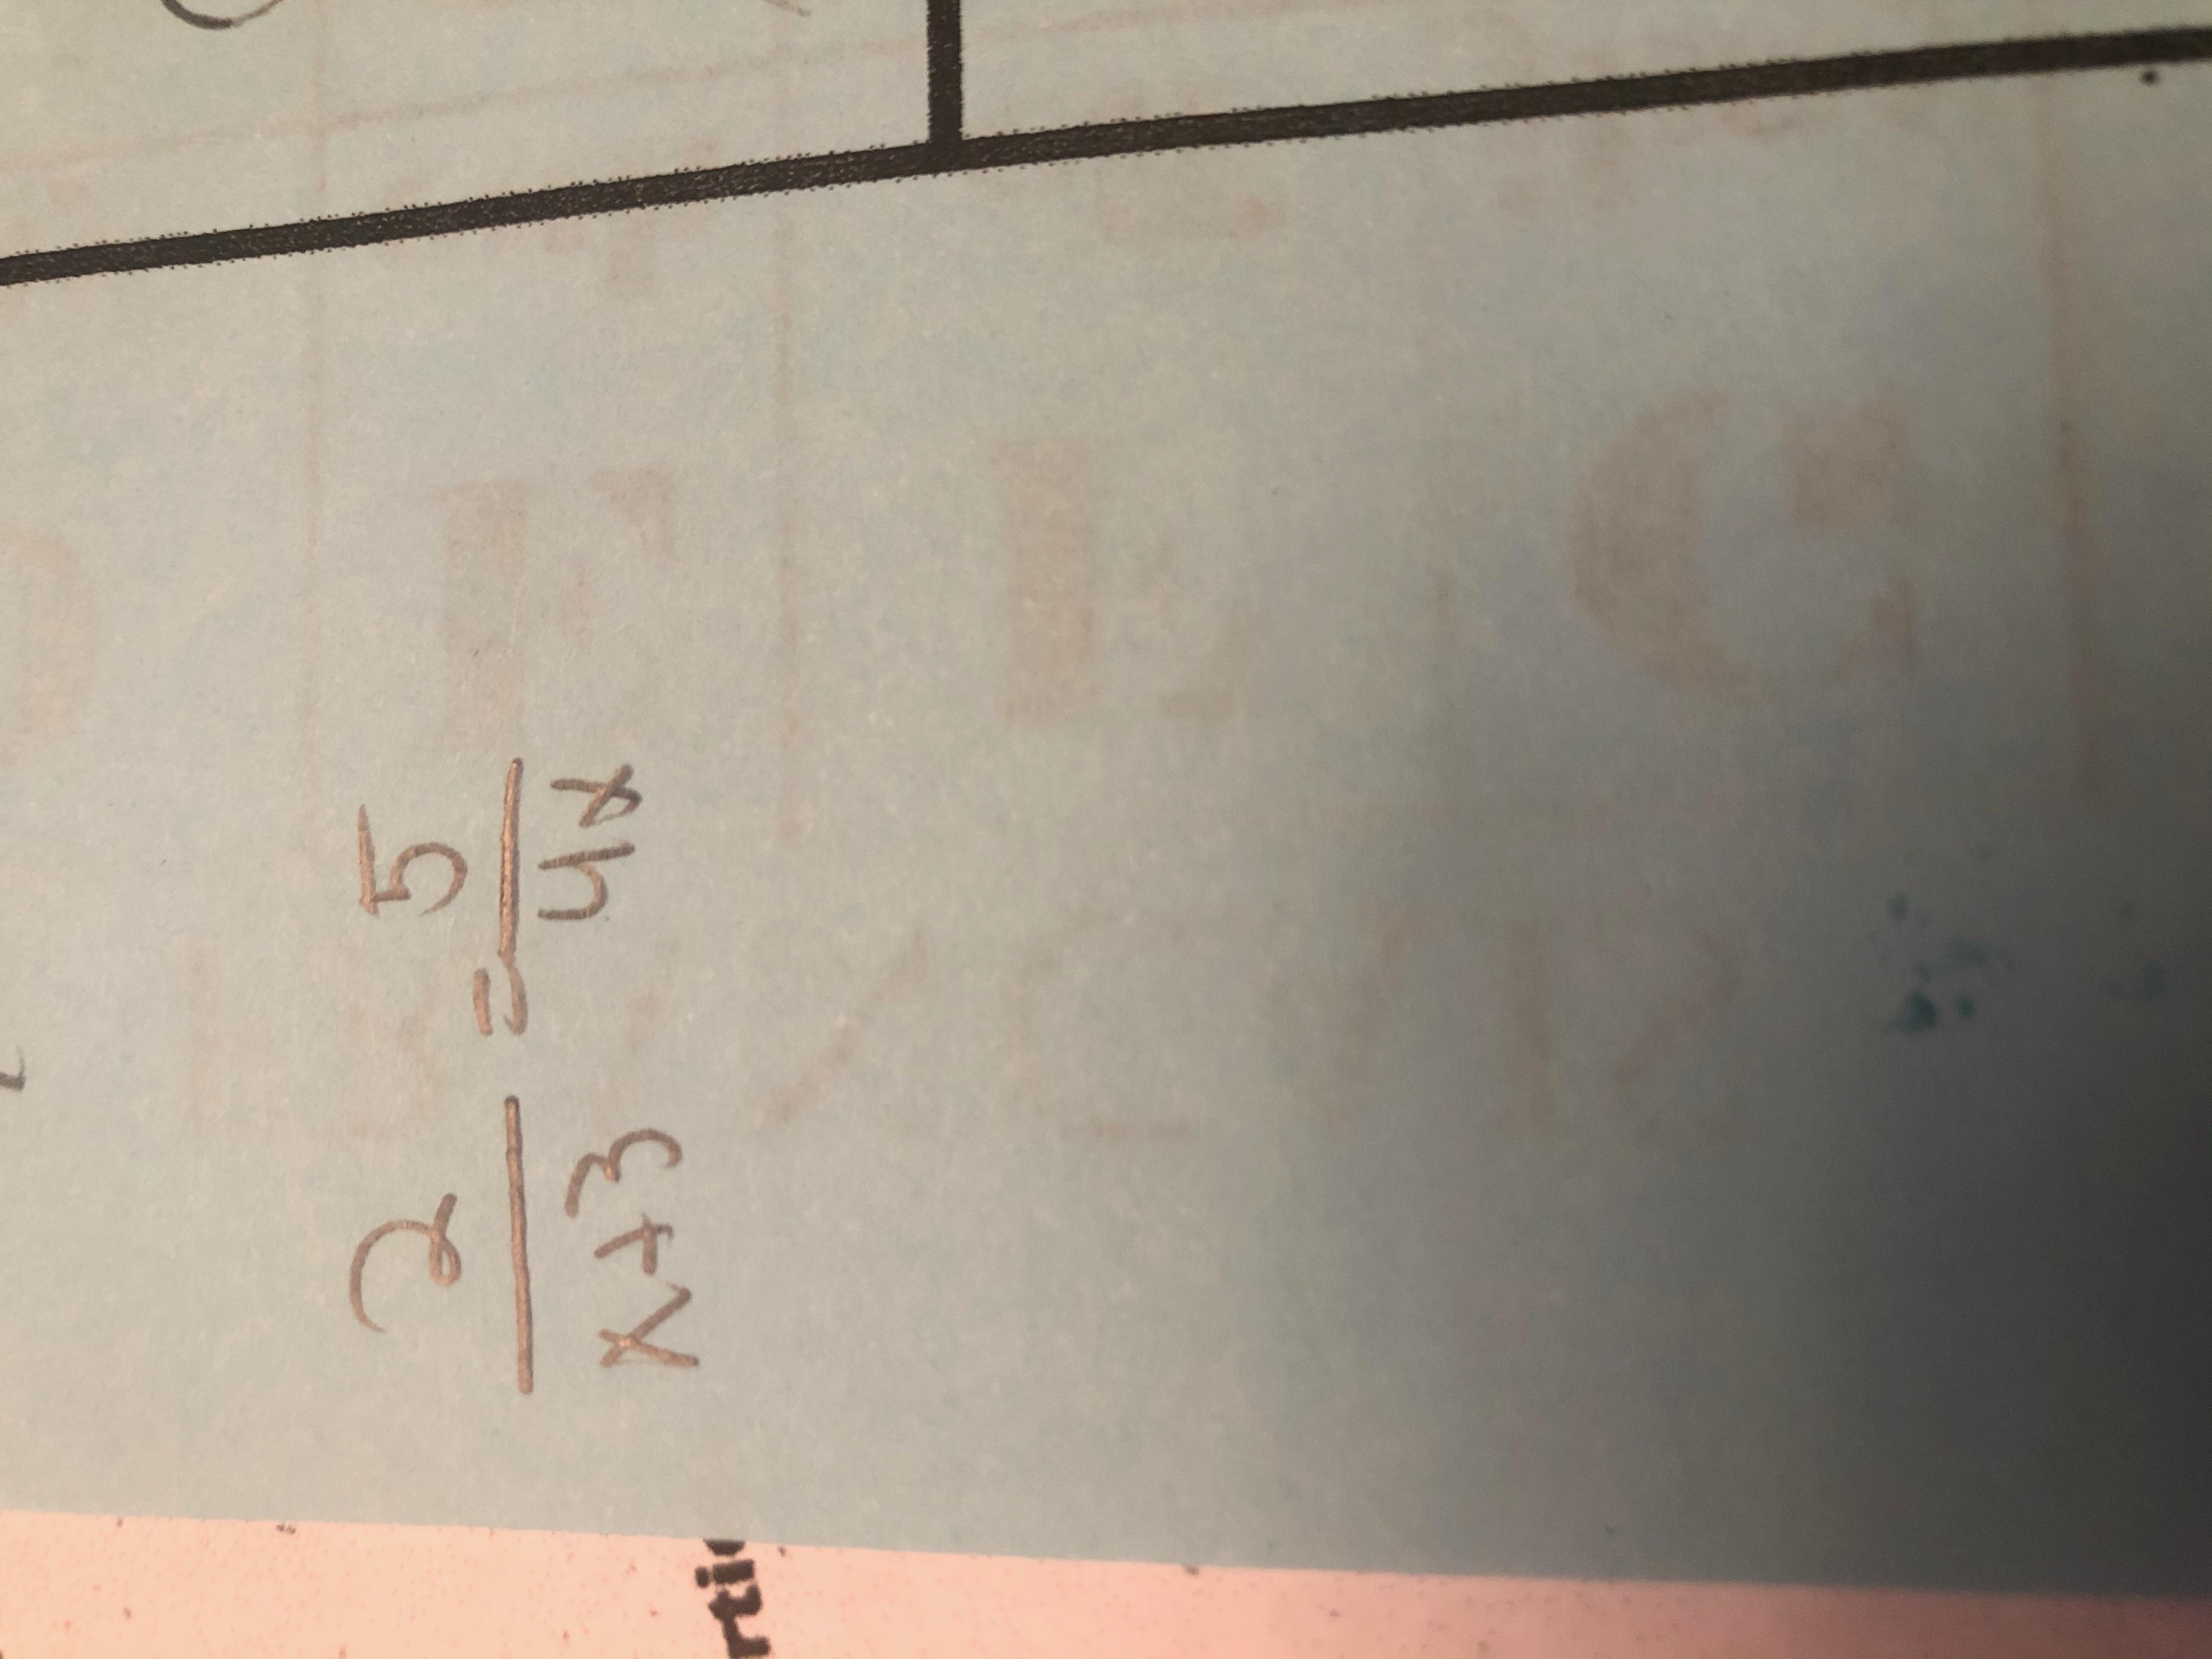 2/(x+3) = 5/(4x)